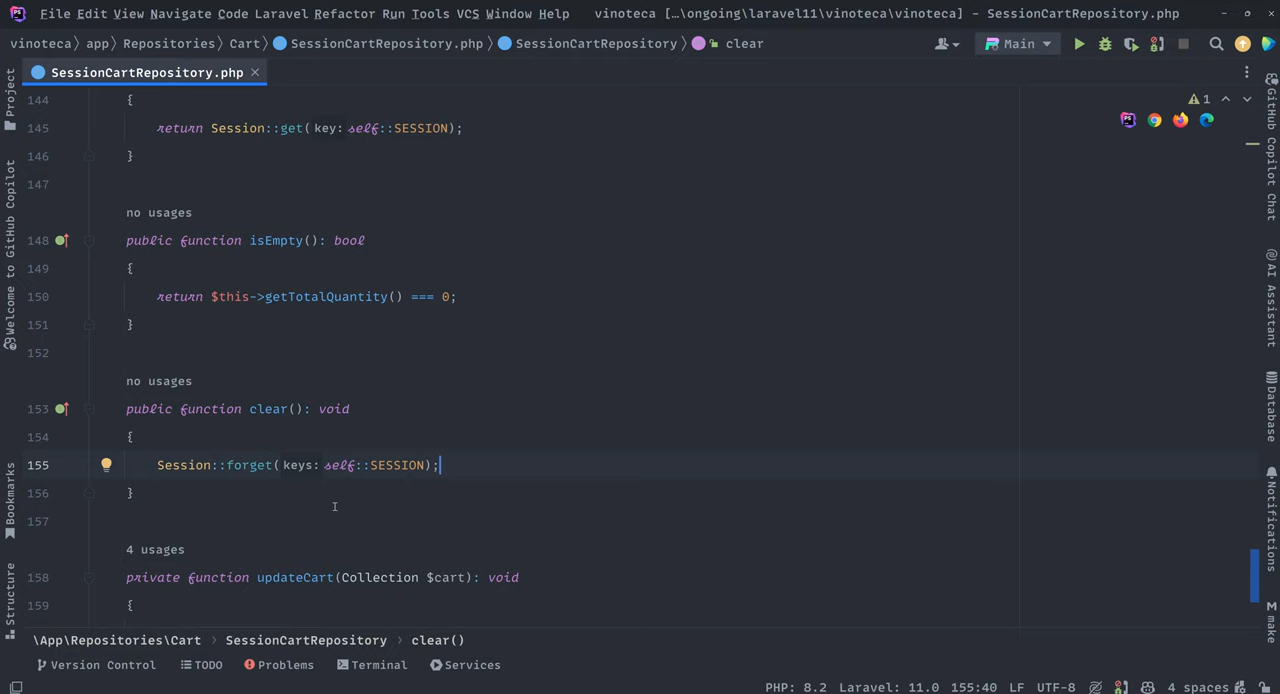 File Edit View Navigate Code Laravel Refactor Run Tools VCS Window Help vinoteca […\ongoing\laravel11\vinoteca\vinoteca] - SessionCartRepository.php
vinoteca app Repositories Cart SessionCartRepository.php SessionCartRepository clear Main
SessionCartRepository.php
144 {
145 return Session::get( key: self::SESSION);
146 }
147
no usages
148 public function isEmpty(): bool
149 {
150 return $this->getTotalQuantity() === 0;
151 }
152
no usages
153 public function clear(): void
154 {
155 Session::forget( keys: self::SESSION);
156 }
157
4 usages
158 private function updateCart(Collection $cart): void
159 {
1
Project
Welcome to GitHub Copilot
Bookmarks
Structure
GitHub Copilot Chat
AI Assistant
Database
Notifications
M make
\App\Repositories\Cart SessionCartRepository clear()
Version Control TODO Problems Terminal Services
PHP: 8.2 Laravel: 11.0 155:40 LF UTF-8 4 spaces